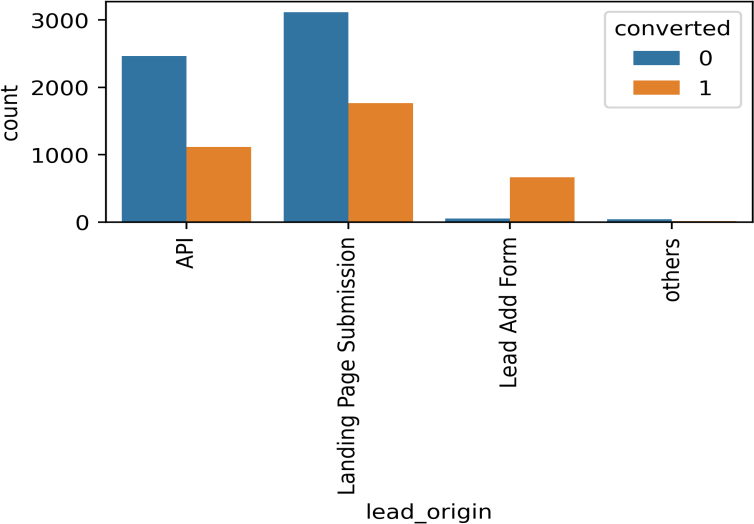 3000
2000
1000
0
count
converted
0
1
API
Landing Page Submission
Lead Add Form
others
lead_origin